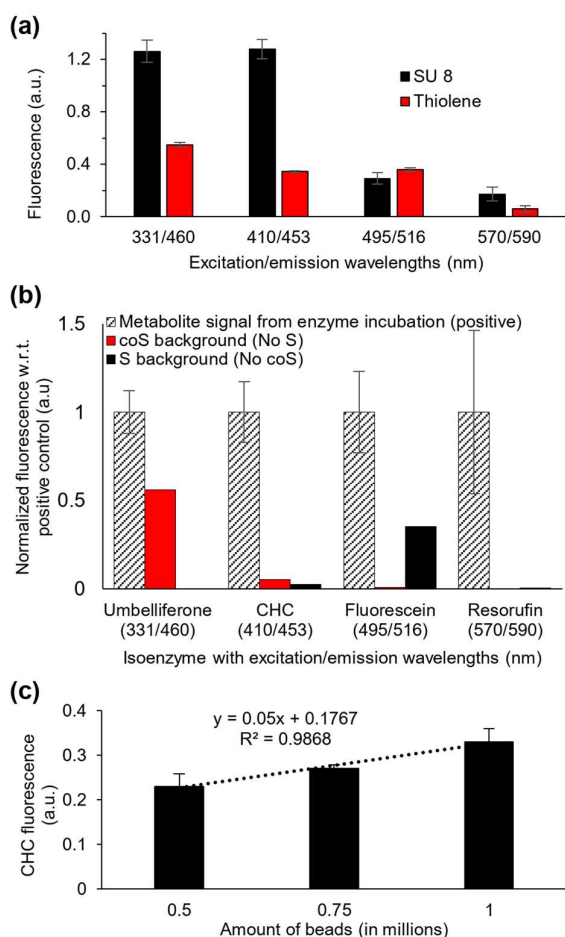 (a)
Fluorescence (a.u.)
1.2
0.8
0.4
0.0
SU 8
Thiolene
331/460 410/453 495/516 570/590
Excitation/emission wavelengths (nm)
(b)
Normalized fluorescence w.r.t.
positive control (a.u)
1.5
1
0.5
0
Metabolite signal from enzyme incubation (positive)
coS background (No S)
S background (No coS)
Umbelliferone CHC Fluorescein Resorufin
(331/460) (410/453) (495/516) (570/590)
Isoenzyme with excitation/emission wavelengths (nm)
(c)
CHC fluorescence
(a.u.)
0.4
0.3
0.2
0.1
0
y = 0.05x + 0.1767
R² = 0.9868
0.5 0.75 1
Amount of beads (in millions)